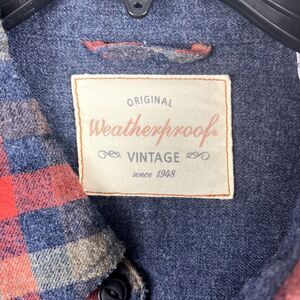 ORIGINAL
Weatherproof®
VINTAGE
since 1948